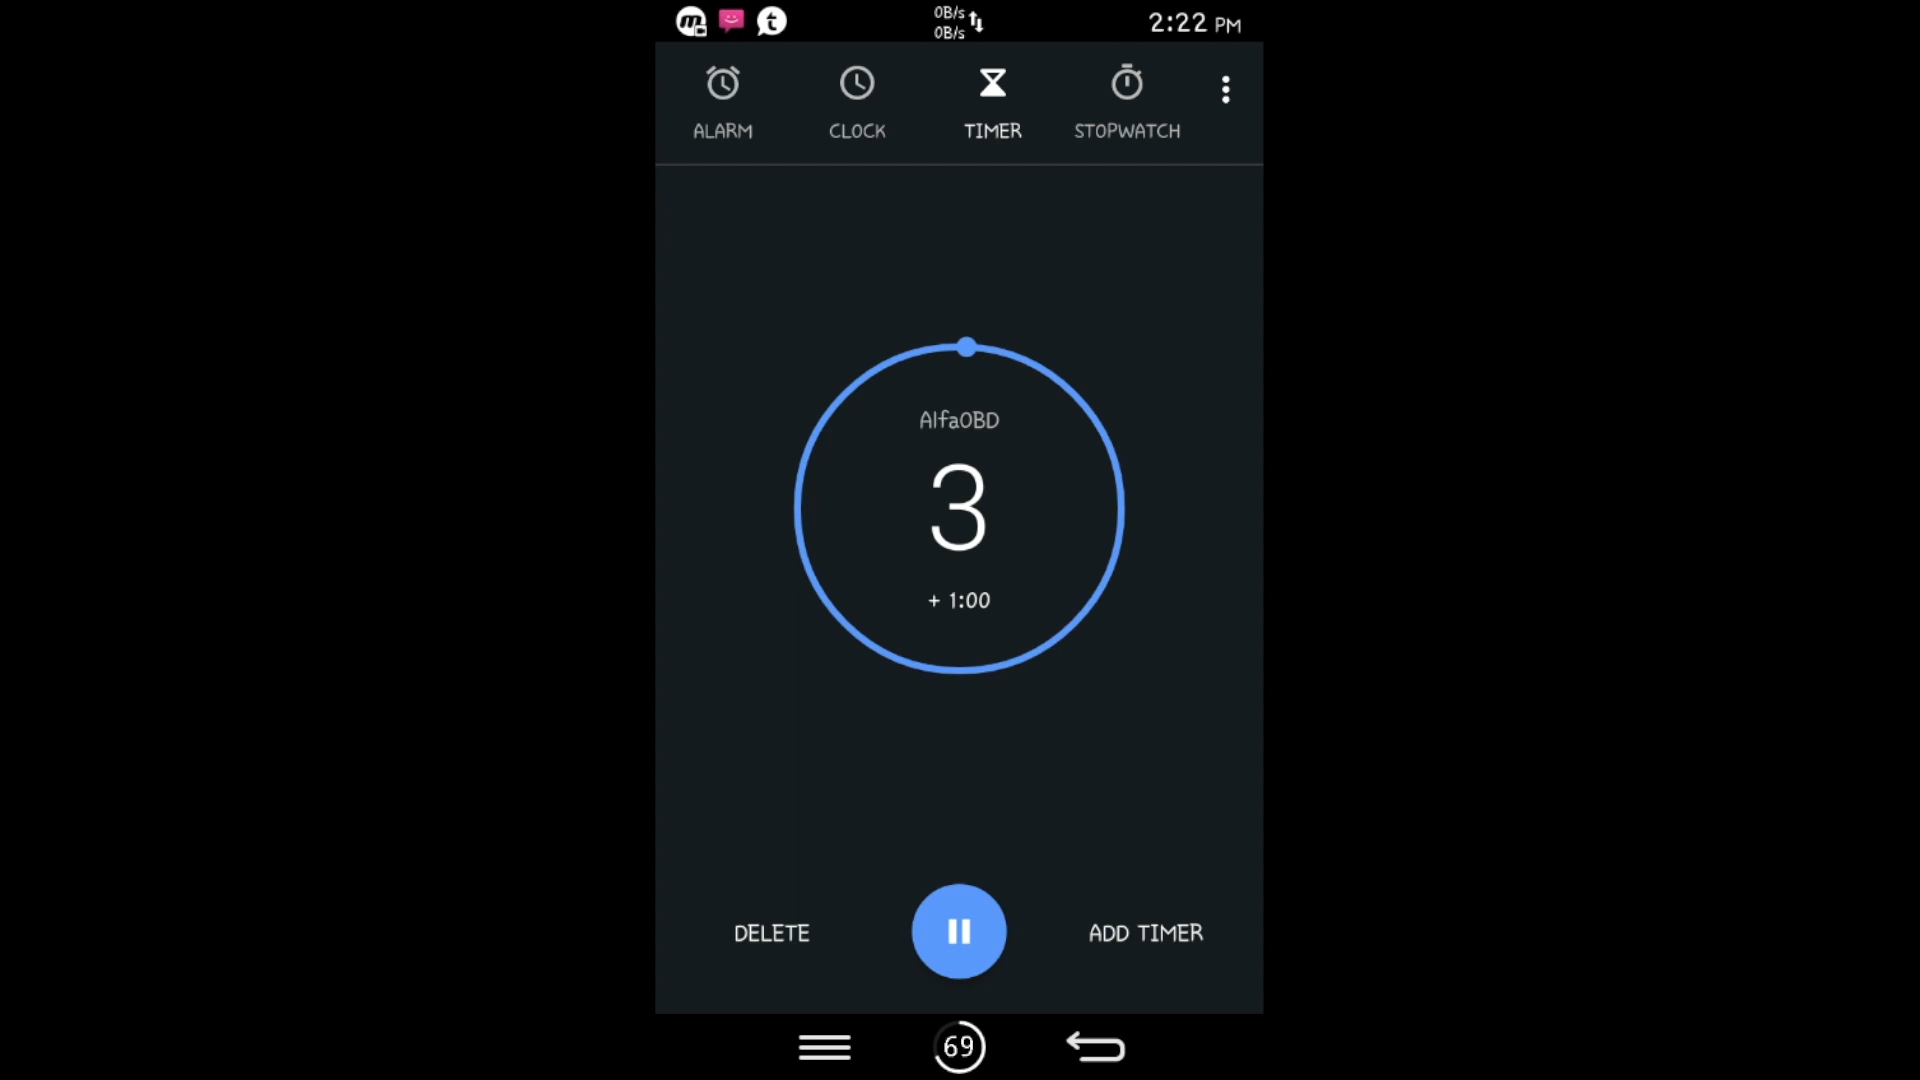 0B/s
0B/s
2:22 PM
ALARM
CLOCK
TIMER
STOPWATCH
AlfaOBD
3
+ 1:00
DELETE
ADD TIMER
69